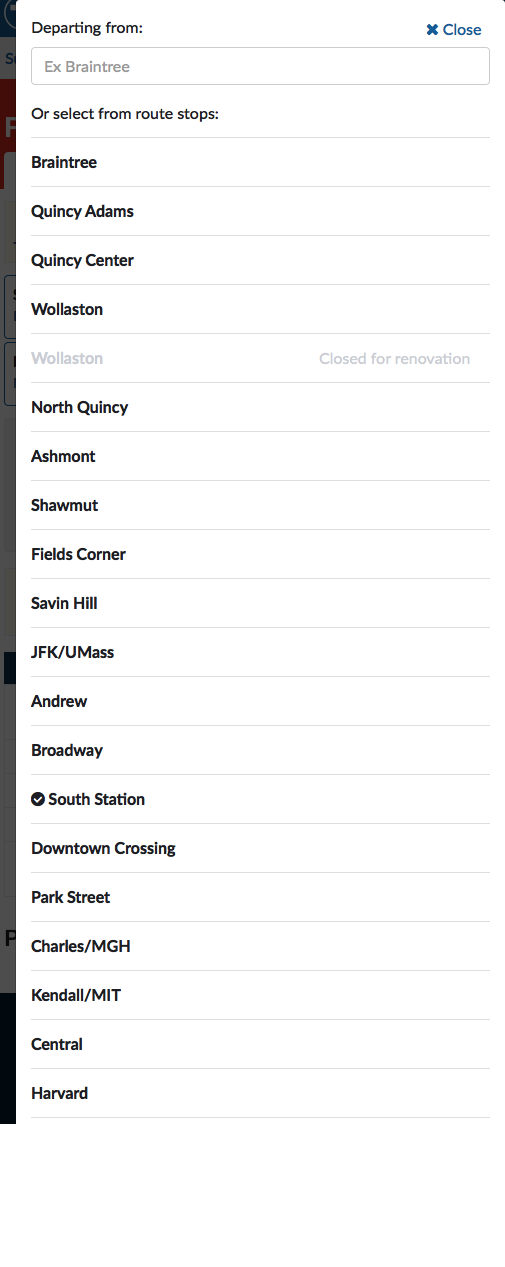 Departing from:
Close
Ex Braintree
Or select from route stops:
Braintree
Quincy Adams
Quincy Center
Wollaston
Wollaston Closed for renovation
North Quincy
Ashmont
Shawmut
Fields Corner
Savin Hill
JFK/UMass
Andrew
Broadway
South Station
Downtown Crossing
Park Street
Charles/MGH
Kendall/MIT
Central
Harvard